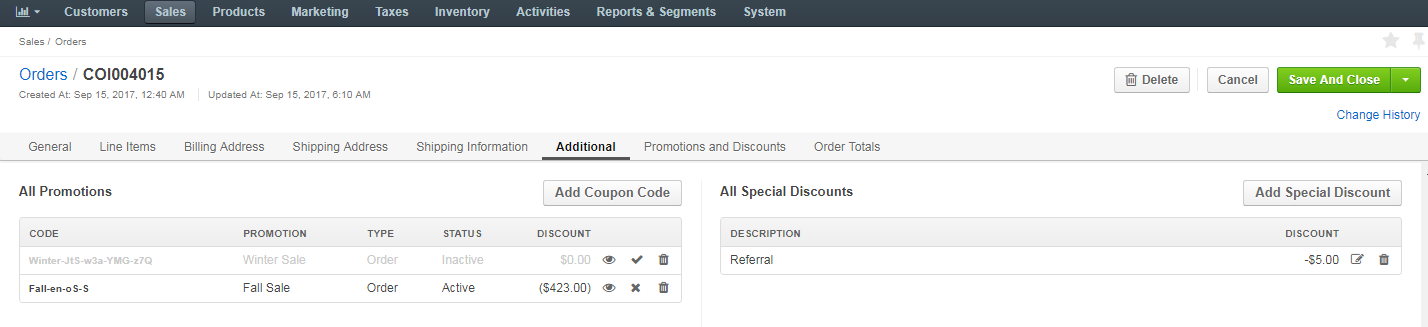 Customers Sales Products Marketing Taxes Inventory Activities Reports & Segments System
Sales / Orders
Orders / COI004015
Delete Cancel Save And Close
Created At: Sep 15, 2017, 12:40 AM Updated At: Sep 15, 2017, 6:10 AM
Change History
General Line Items Billing Address Shipping Address Shipping Information Additional Promotions and Discounts Order Totals
All Promotions Add Coupon Code
CODE PROMOTION TYPE STATUS DISCOUNT
Winter-JtS-w3a-YMG-z7Q Winter Sale Order Inactive $0.00
Fall-en-oS-S Fall Sale Order Active ($423.00)
All Special Discounts Add Special Discount
DESCRIPTION DISCOUNT
Referral -$5.00